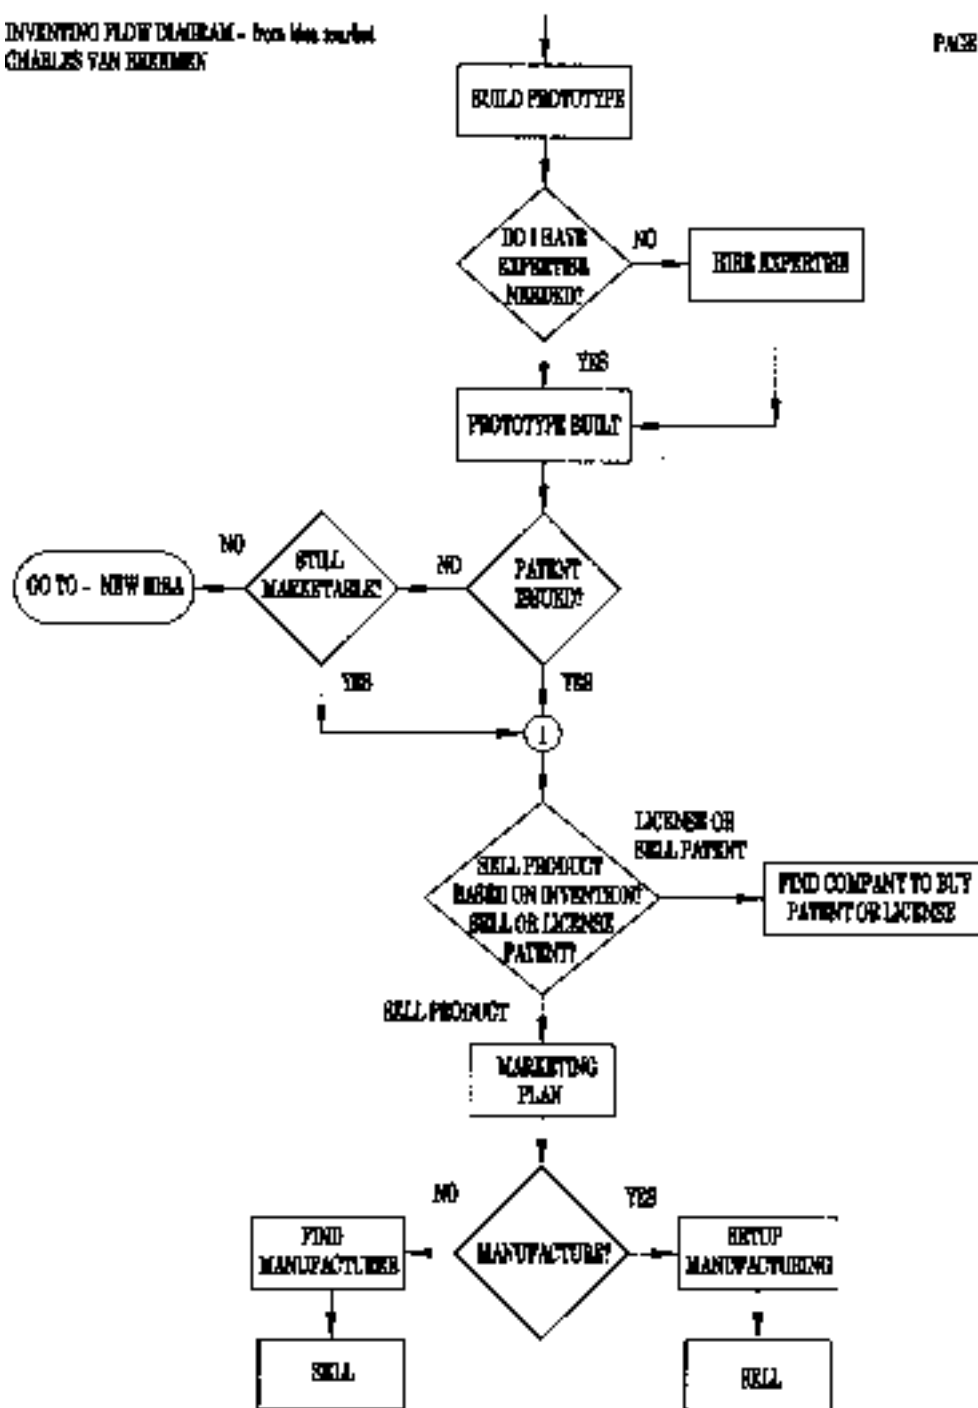 INVENTING FLOW DIAGRAM - from idea
CHARLES VAN
PAGE
BUILD PROTOTYPE
DO I HAVE
EXPERTISE
NEEDED?
NO
HIRE EXPERTISE
YES
PROTOTYPE BUILT
NO
STILL
MARKETABLE?
NO
PATENT
ISSUED?
GO TO - NEW IDEA
YES
YES
1
LICENSE OR
SELL PATENT
SELL PRODUCT
BASED ON INVENTION?
SELL OR LICENSE
PATENT?
FIND COMPANY TO BUY
PATENT OR LICENSE
SELL PRODUCT
MARKETING
PLAN
NO
YES
FIND
MANUFACTURER
MANUFACTURE?
SETUP
MANUFACTURING
SELL
SELL